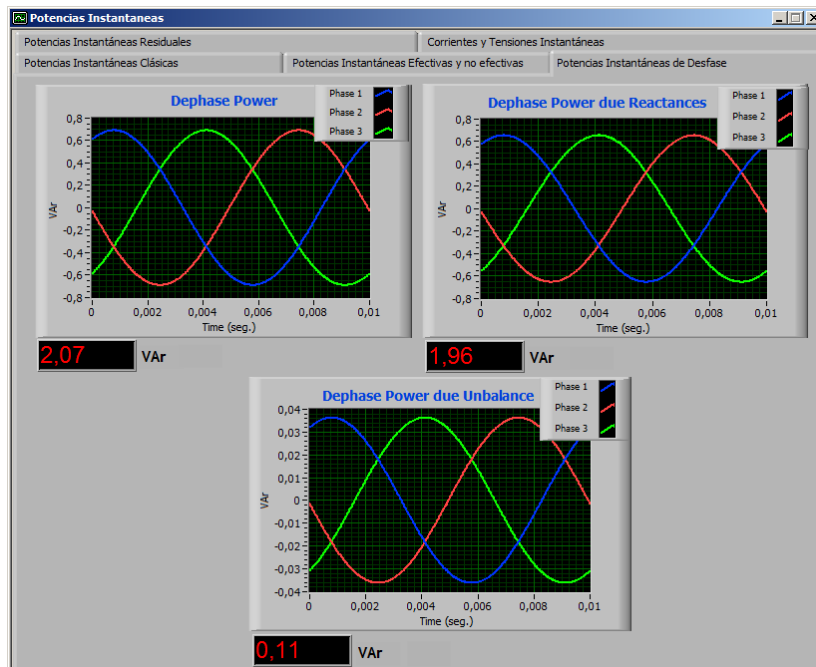 Potencias Instantaneas
Potencias Instantáneas Residuales
Corrientes y Tensiones Instantáneas
Potencias Instantáneas Clásicas
Potencias Instantáneas Efectivas y no efectivas
Potencias Instantáneas de Desfase
Dephase Power
Phase 1
Phase 2
Phase 3
VAr
0,8
0,6
0,4
0,2
0
-0,2
-0,4
-0,6
-0,8
0
0,002
0,004
0,006
0,008
0,01
Time (seg.)
2,07 VAr
Dephase Power due Reactances
Phase 1
Phase 2
Phase 3
VAr
0,8
0,6
0,4
0,2
0
-0,2
-0,4
-0,6
-0,8
0
0,002
0,004
0,006
0,008
0,01
Time (seg.)
1,96 VAr
Dephase Power due Unbalance
Phase 1
Phase 2
Phase 3
VAr
0,04
0,03
0,02
0,01
0
-0,01
-0,02
-0,03
-0,04
0
0,002
0,004
0,006
0,008
0,01
Time (seg.)
0,11 VAr